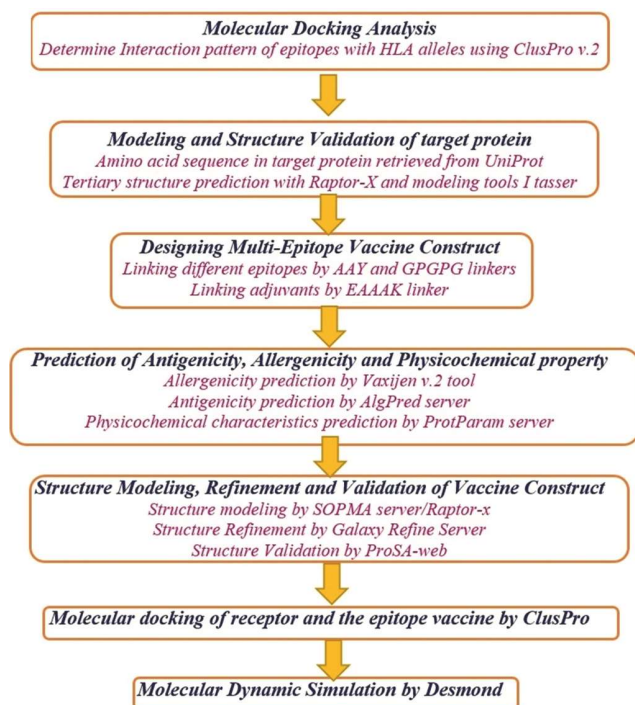 Molecular Docking Analysis
Determine Interaction pattern of epitopes with HLA alleles using ClusPro v.2
Modeling and Structure Validation of target protein
Amino acid sequence in target protein retrieved from UniProt
Tertiary structure prediction with Raptor-X and modeling tools I tasser
Designing Multi-Epitope Vaccine Construct
Linking different epitopes by AAY and GPGPG linkers
Linking adjuvants by EAAAK linker
Prediction of Antigenicity, Allergenicity and Physicochemical property
Allergenicity prediction by Vaxijen v.2 tool
Antigenicity prediction by AlgPred server
Physicochemical characteristics prediction by ProtParam server
Structure Modeling, Refinement and Validation of Vaccine Construct
Structure modeling by SOPMA server/Raptor-x
Structure Refinement by Galaxy Refine Server
Structure Validation by ProSA-web
Molecular docking of receptor and the epitope vaccine by ClusPro
Molecular Dynamic Simulation by Desmond